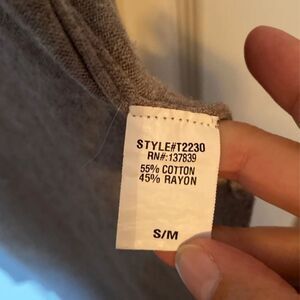 STYLE#T2230
RN#:137839
55% COTTON
45% RAYON
S/M